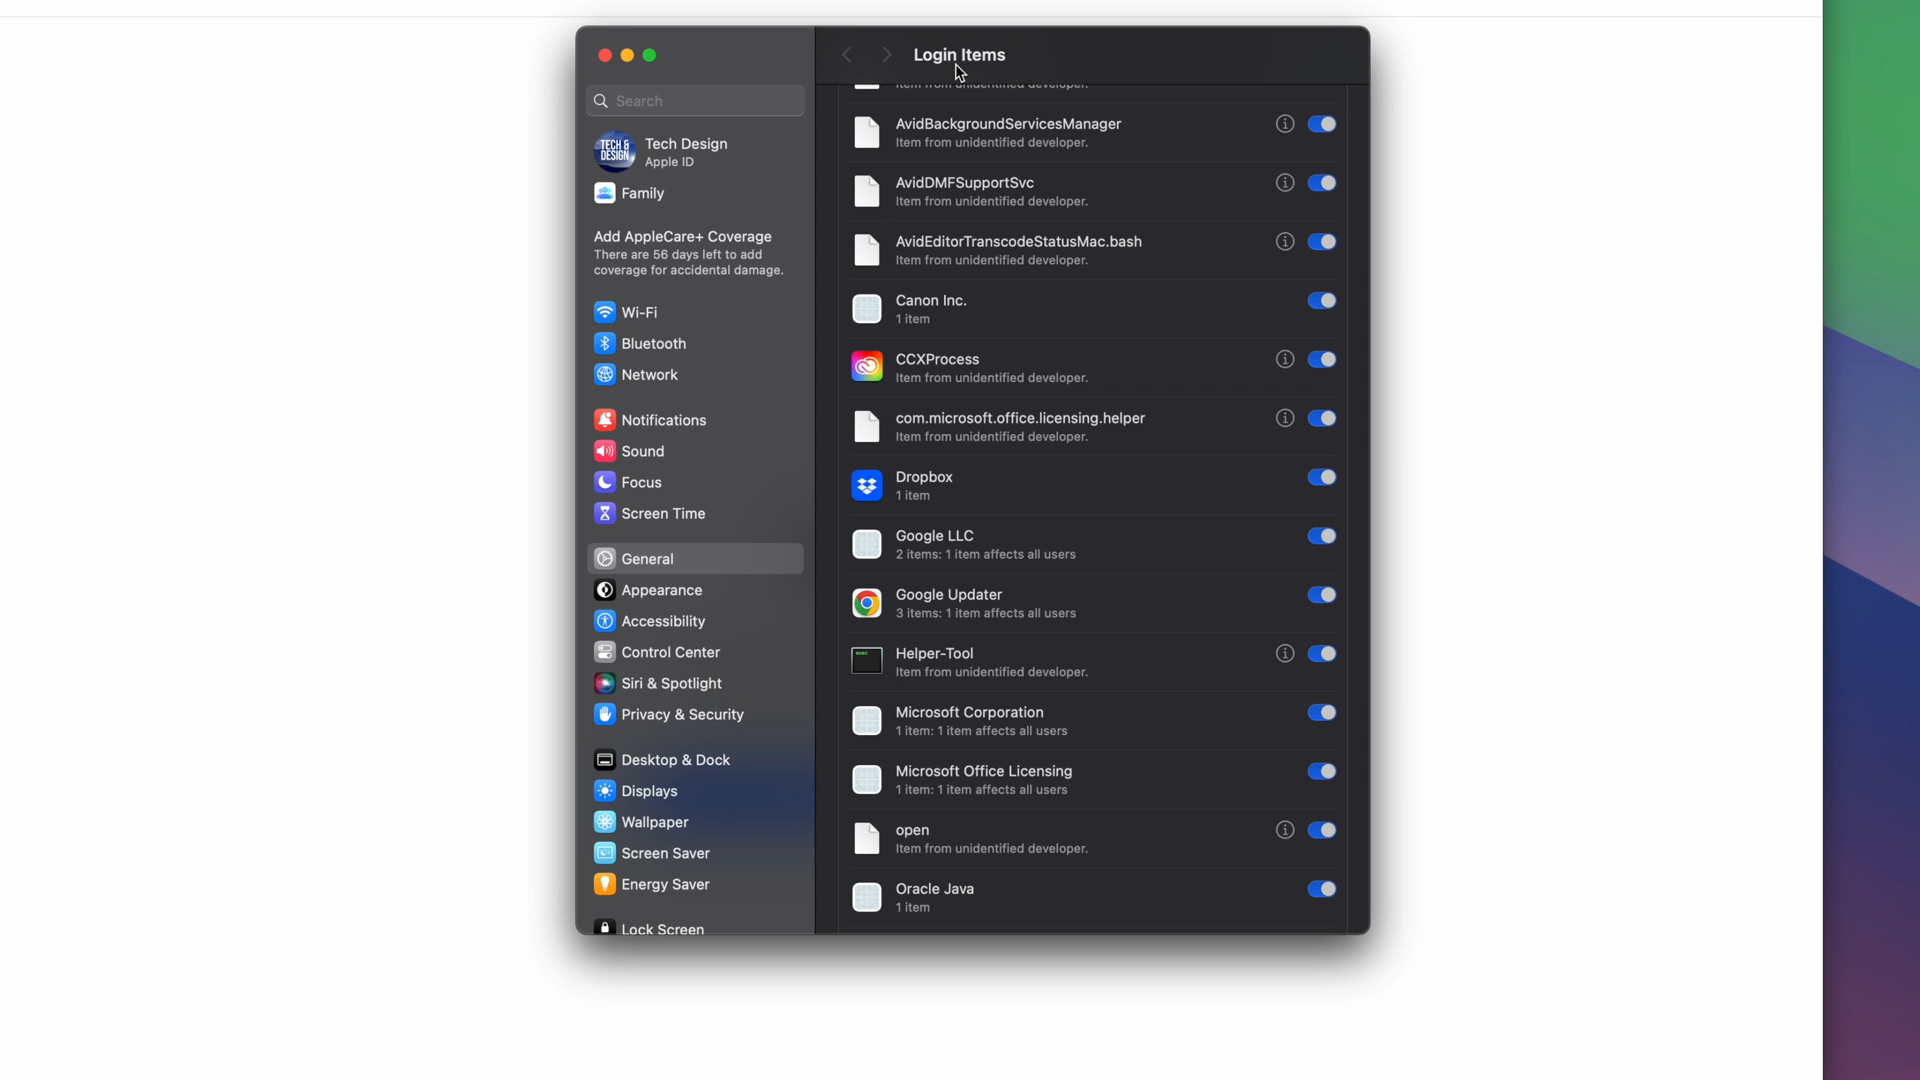 Login Items
Search
TECH &
DESIGN
Tech Design
Apple ID
Family
Add AppleCare+ Coverage
There are 56 days left to add
coverage for accidental damage.
Wi-Fi
Bluetooth
Network
Notifications
Sound
Focus
Screen Time
General
Appearance
Accessibility
Control Center
Siri & Spotlight
Privacy & Security
Desktop & Dock
Displays
Wallpaper
Screen Saver
Energy Saver
Lock Screen
Item from unidentified developer.
AvidBackgroundServicesManager
Item from unidentified developer.
AvidDMFSupportSvc
Item from unidentified developer.
AvidEditorTranscodeStatusMac.bash
Item from unidentified developer.
Canon Inc.
1 item
CCXProcess
Item from unidentified developer.
com.microsoft.office.licensing.helper
Item from unidentified developer.
Dropbox
1 item
Google LLC
2 items: 1 item affects all users
Google Updater
3 items: 1 item affects all users
exec
Helper-Tool
Item from unidentified developer.
Microsoft Corporation
1 item: 1 item affects all users
Microsoft Office Licensing
1 item: 1 item affects all users
open
Item from unidentified developer.
Oracle Java
1 item